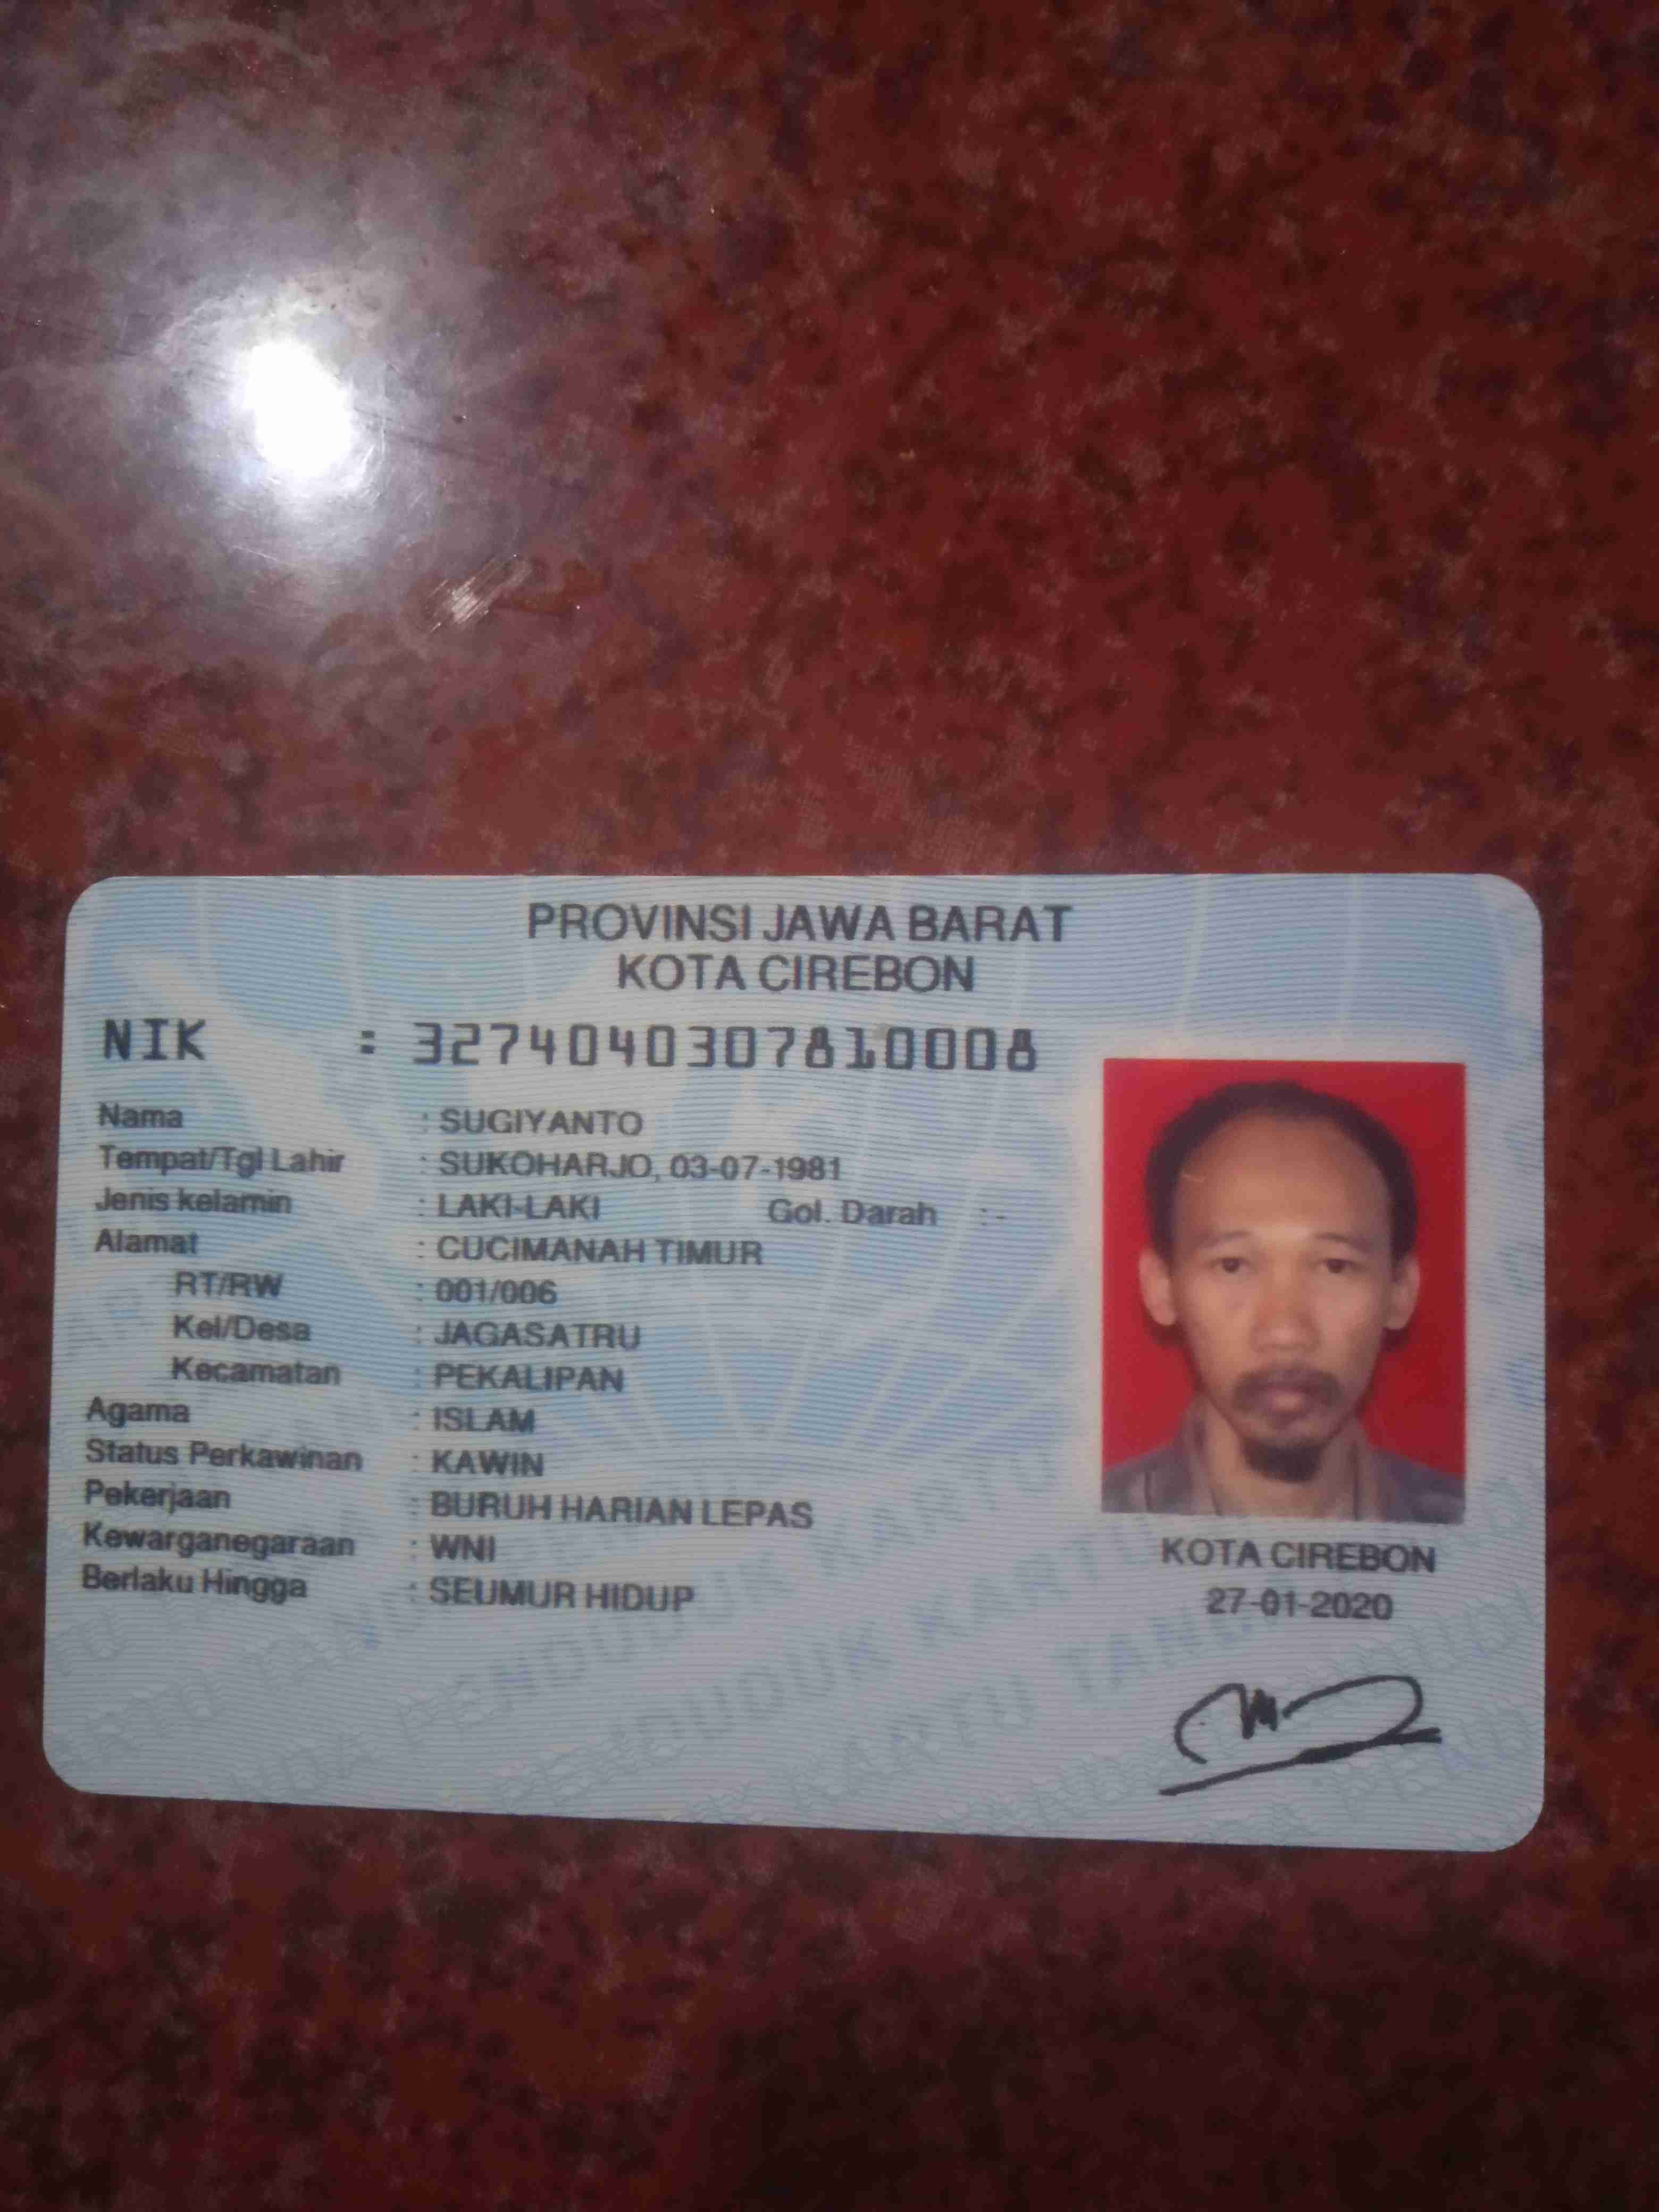 PROVINSI JAWA BARAT
KOTA CIREBON
NIK : 3274040307810008
Nama : SUGIYANTO
Tempat/Tgl Lahir : SUKOHARJO, 03-07-1981
Jenis kelamin : LAKI-LAKI Gol. Darah : -
Alamat : CUCIMANAH TIMUR
RT/RW : 001/006
Kel/Desa : JAGASATRU
Kecamatan : PEKALIPAN
Agama : ISLAM
Status Perkawinan : KAWIN
Pekerjaan : BURUH HARIAN LEPAS
Kewarganegaraan : WNI
Berlaku Hingga : SEUMUR HIDUP
KOTA CIREBON
27-01-2020